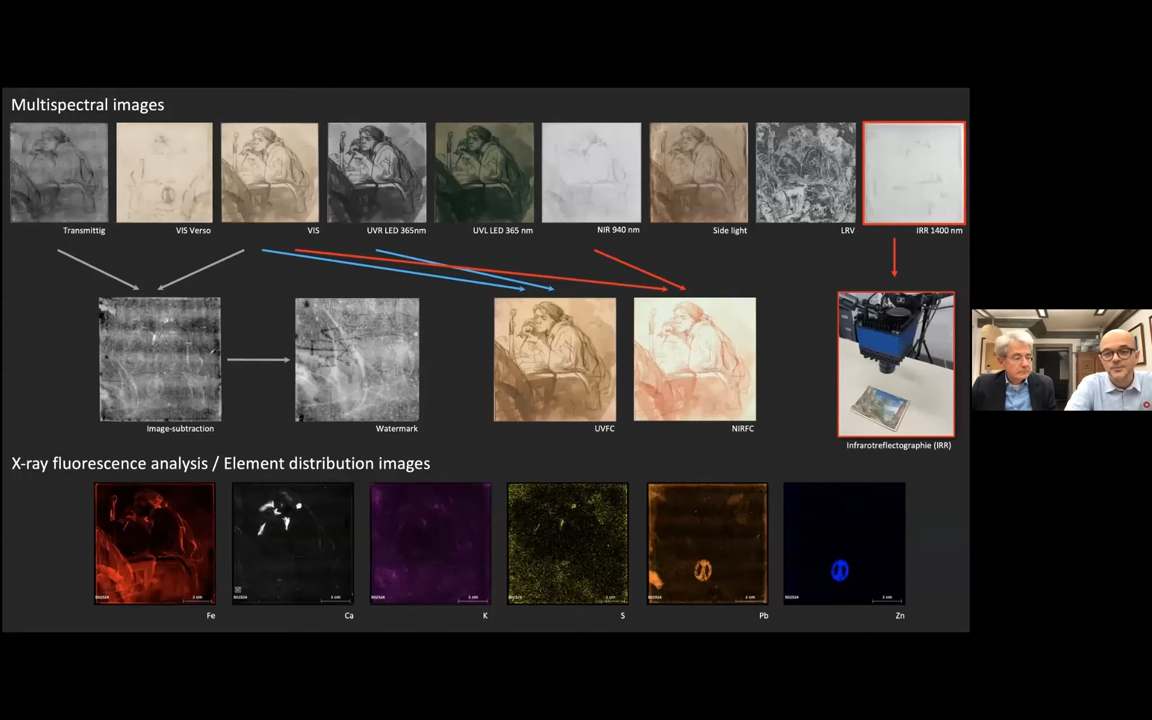 Multispectral images
Transmittig
VIS Verso
VIS
UVR LED 365nm
UVL LED 365 nm
NIR 940 nm
Side light
LRV
IRR 1400 nm
Image-subtraction
Watermark
UVFC
NIRFC
Infrarotreflectographie (IRR)
X-ray fluorescence analysis / Element distribution images
Fe
Ca
K
S
Pb
Zn